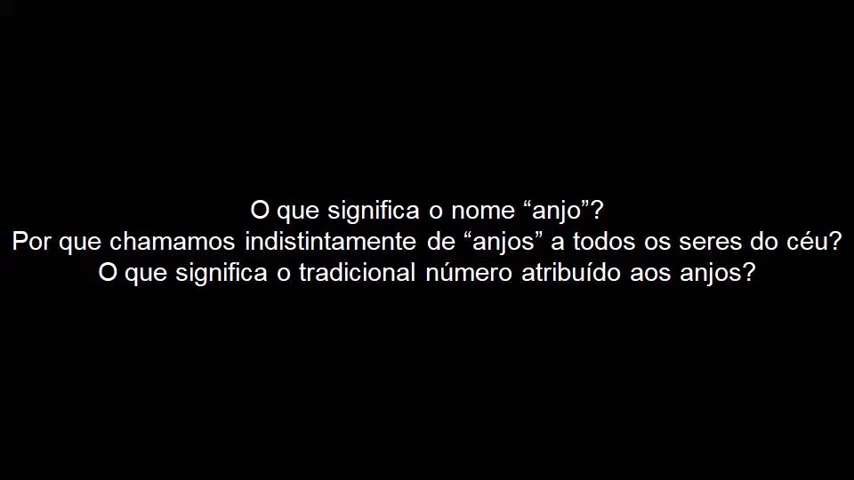 O que significa o nome “anjo”?
Por que chamamos indistintamente de “anjos” a todos os seres do céu?
O que significa o tradicional número atribuído aos anjos?